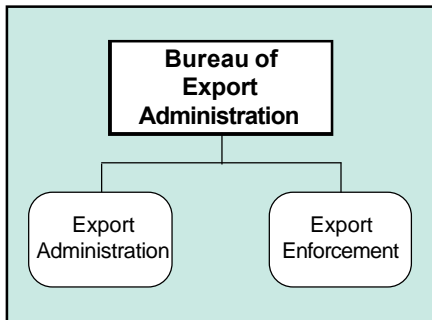 Bureau of
Export
Administration
Export
Administration
Export
Enforcement